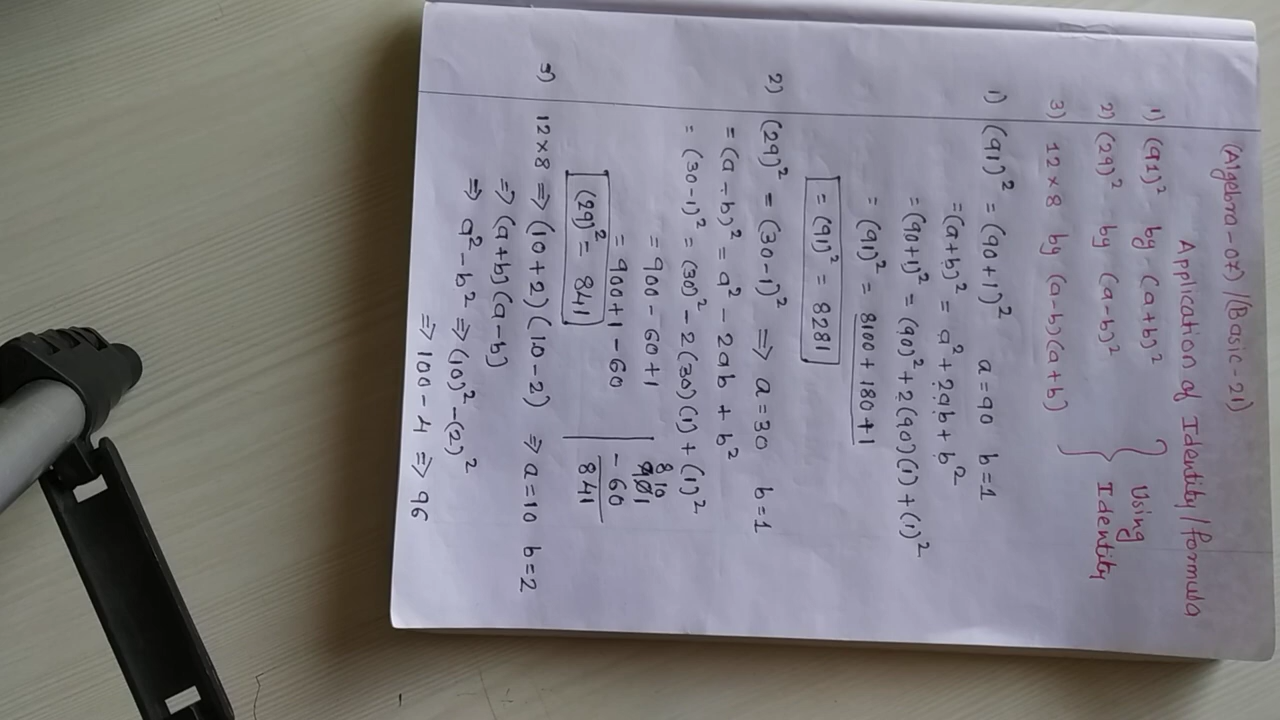 (Algebra-07)/(Basic-21)
Application of Identity/formula
1) (91)² by (a+b)²
2) (29)² by (a-b)²
3) 12×8 by (a-b)(a+b)
} Using Identity
1) (91)² = (90+1)² a=90 b=1
=(a+b)² = a²+2ab+b²
=(90+1)² = (90)²+2(90)(1)+(1)²
= (91)² = 8100+180+1
= (91)² = 8281
2) (29)² = (30-1)² ⇒ a=30 b=1
= (a-b)² = a² - 2ab + b²
= (30-1)² = (30)² - 2(30)(1) + (1)²
= 900 - 60 + 1
= 900+1-60
(29)² = 841
8 10
901
- 60
841
3) 12×8 ⇒ (10+2)(10-2) ⇒ a=10 b=2
⇒ (a+b)(a-b)
⇒ a²-b² ⇒ (10)²-(2)²
⇒ 100-4 ⇒ 96